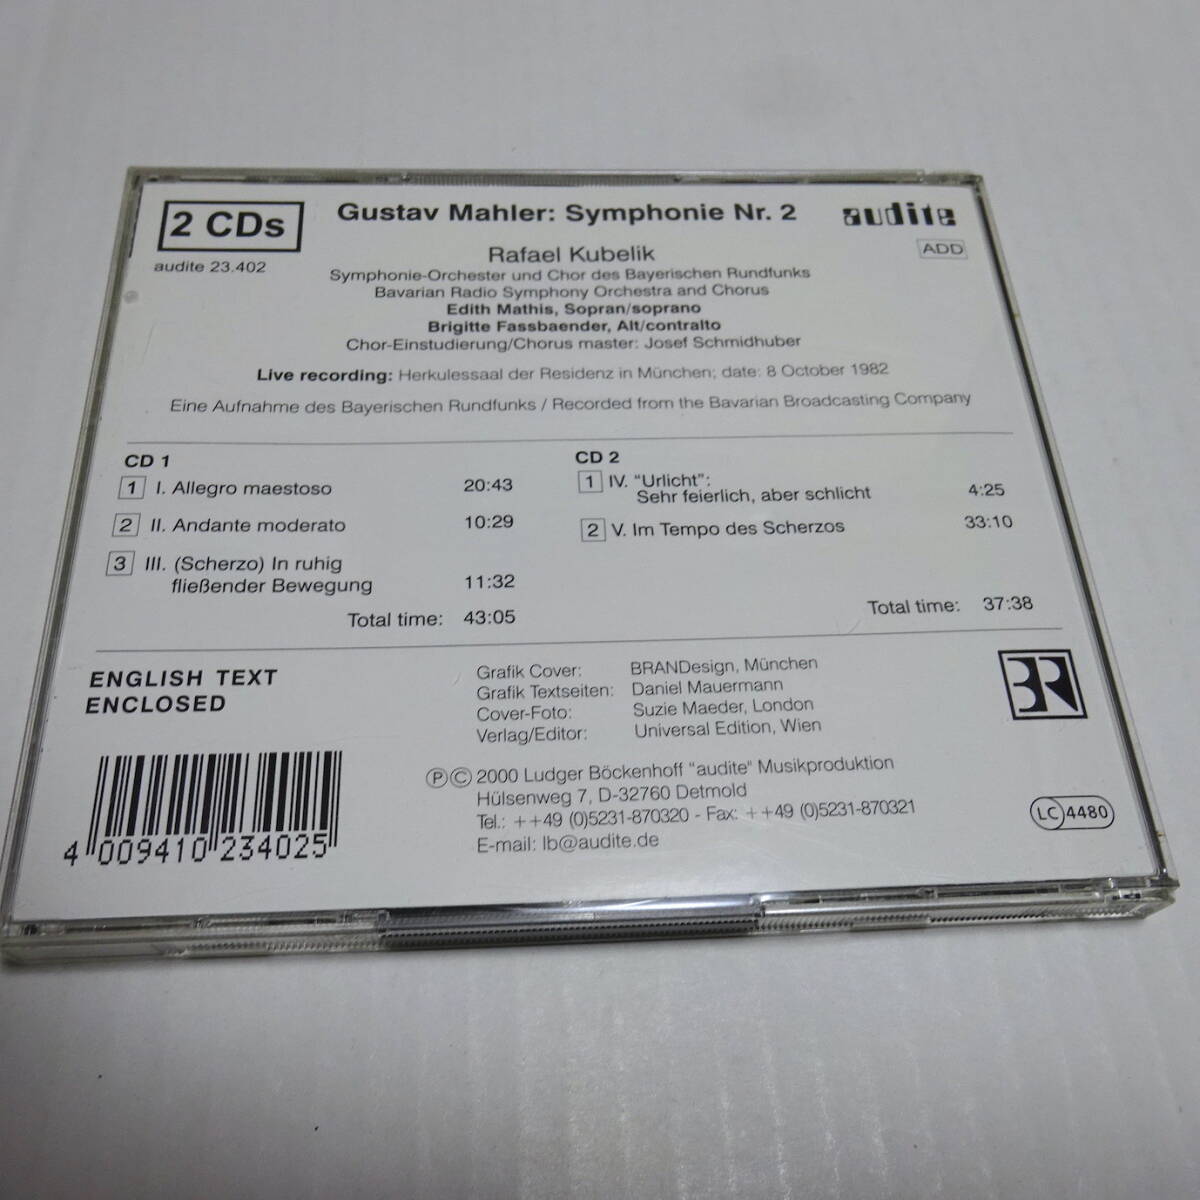 2 CDs
audite 23.402
Gustav Mahler: Symphonie Nr. 2
audite
ADD
Rafael Kubelik
Symphonie-Orchester und Chor des Bayerischen Rundfunks
Bavarian Radio Symphony Orchestra and Chorus
Edith Mathis, Sopran/soprano
Brigitte Fassbaender, Alt/contralto
Chor-Einstudierung/Chorus master: Josef Schmidhuber
Live recording: Herkulessaal der Residenz in München; date: 8 October 1982
Eine Aufnahme des Bayerischen Rundfunks / Recorded from the Bavarian Broadcasting Company
CD 1
1 I. Allegro maestoso 20:43
2 II. Andante moderato 10:29
3 III. (Scherzo) In ruhig
fließender Bewegung 11:32
Total time: 43:05
CD 2
1 IV. "Urlicht":
Sehr feierlich, aber schlicht 4:25
2 V. Im Tempo des Scherzos 33:10
Total time: 37:38
ENGLISH TEXT
ENCLOSED
Grafik Cover: BRANDesign, München
Grafik Textseiten: Daniel Mauermann
Cover-Foto: Suzie Maeder, London
Verlag/Editor: Universal Edition, Wien
BR
Ⓟ© 2000 Ludger Böckenhoff "audite" Musikproduktion
Hülsenweg 7, D-32760 Detmold
Tel.: ++49 (0)5231-870320 - Fax: ++49 (0)5231-870321
E-mail: lb@audite.de
LC 4480
4 009410 234025